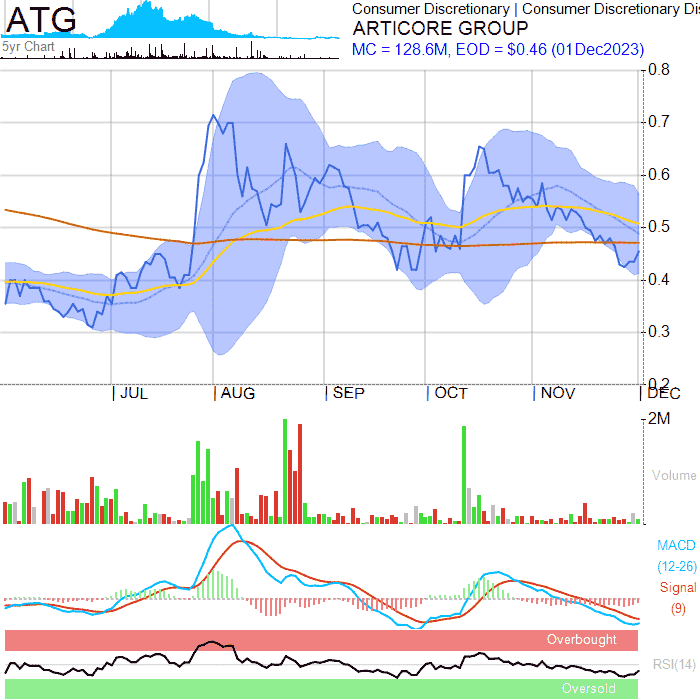 ATG
5yr Chart
Consumer Discretionary | Consumer Discretionary Dis
ARTICORE GROUP
MC = 128.6M, EOD = $0.46 (01Dec2023)
0.8
0.7
0.6
0.5
0.4
0.3
0.2
JUL AUG SEP OCT NOV DEC
2M
Volume
MACD
(12-26)
Signal
(9)
Overbought
RSI(14)
Oversold